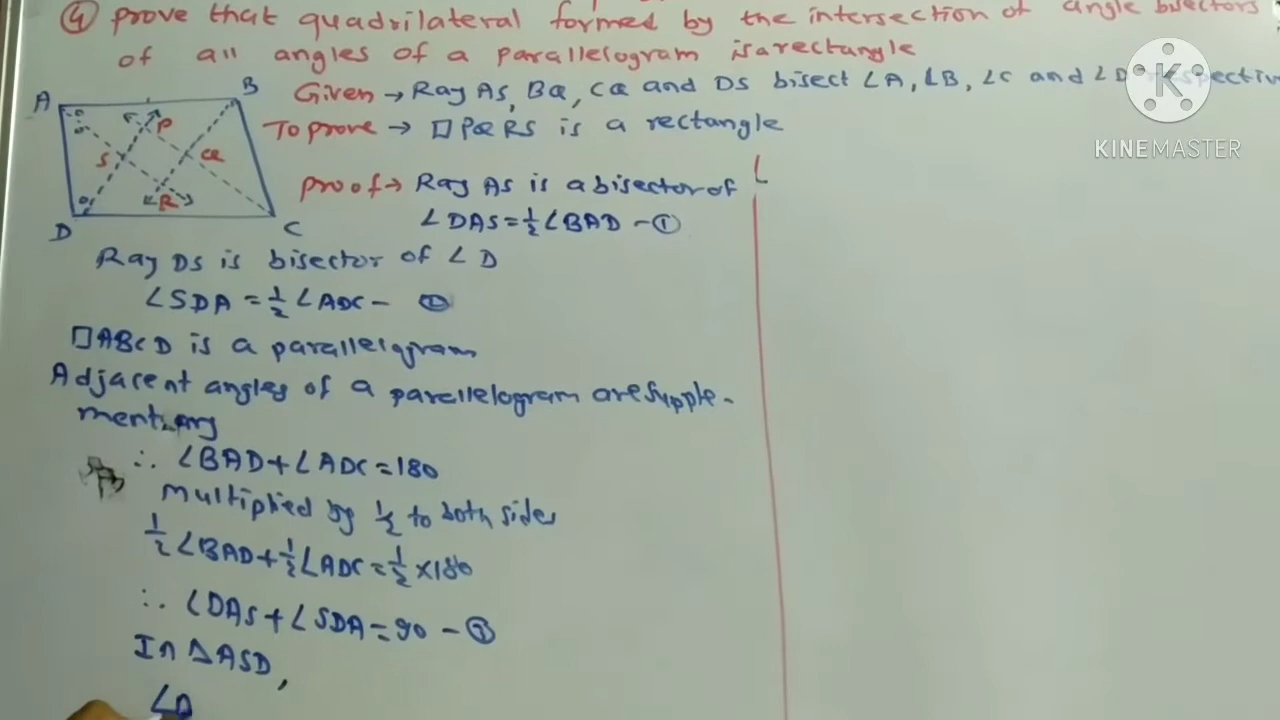 ④ prove that quadrilateral formed by the intersection of angle bisectors
of all angles of a parallelogram is a rectangle
Given → Ray AS, BQ, CQ and DS bisect ∠A, ∠B, ∠C and ∠D
To prove → □PQRS is a rectangle
proof → Ray AS is a bisector of
∠DAS = 1/2 ∠BAD – ①
Ray DS is bisector of ∠D
∠SDA = 1/2 ∠ADC –
□ABCD is a parallelogram
Adjacent angles of a parallelogram are supple-
mentary
∴ ∠BAD + ∠ADC = 180
multiplied by 1/2 to both sides
1/2 ∠BAD + 1/2 ∠ADC = 1/2 × 180
∴ ∠DAS + ∠SDA = 90 –
In △ASD,
A
B
P
S
Q
R
D
C
K
KINEMASTER